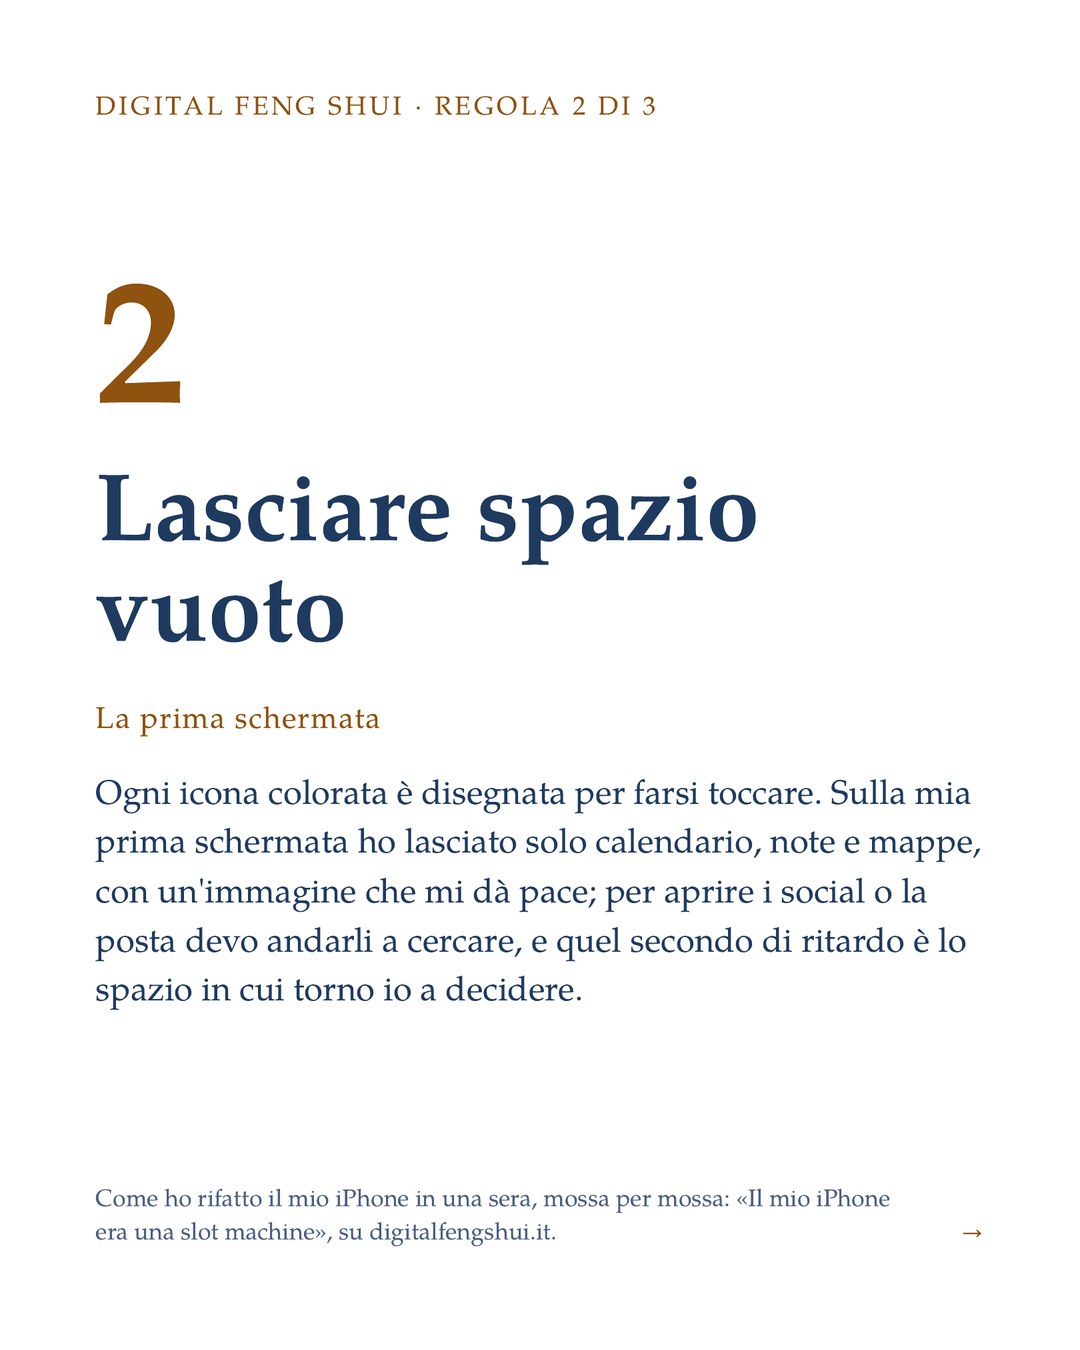 DIGITAL FENG SHUI · REGOLA 2 DI 3
2
Lasciare spazio
vuoto
La prima schermata
Ogni icona colorata è disegnata per farsi toccare. Sulla mia
prima schermata ho lasciato solo calendario, note e mappe,
con un'immagine che mi dà pace; per aprire i social o la
posta devo andarli a cercare, e quel secondo di ritardo è lo
spazio in cui torno io a decidere.
Come ho rifatto il mio iPhone in una sera, mossa per mossa: «Il mio iPhone
era una slot machine», su digitalfengshui.it. →